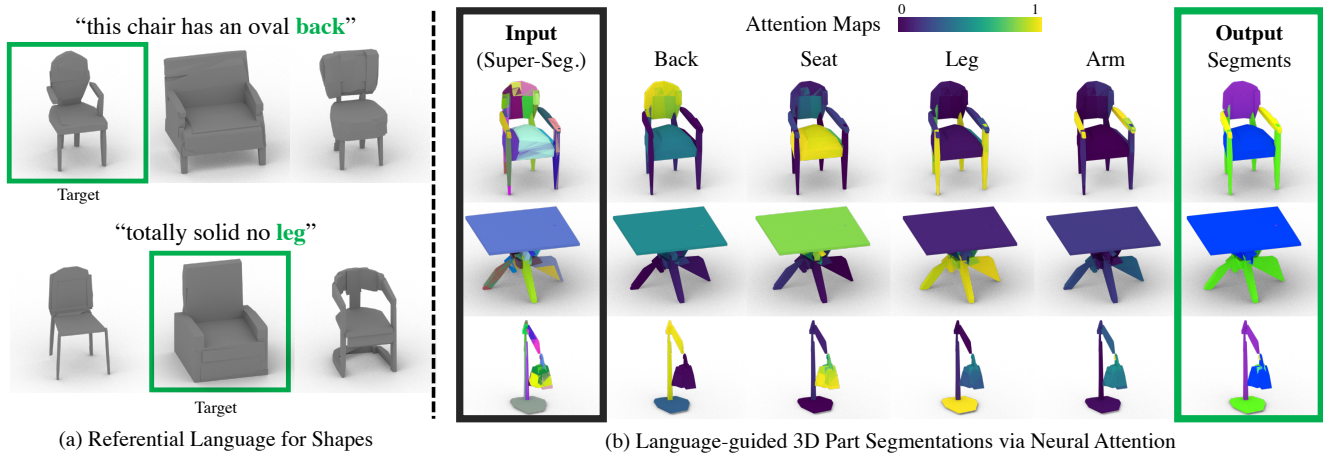 “this chair has an oval back”
Target
“totally solid no leg”
Target
(a) Referential Language for Shapes
Attention Maps
0
1
Input
(Super-Seg.)
Back
Seat
Leg
Arm
Output
Segments
(b) Language-guided 3D Part Segmentations via Neural Attention